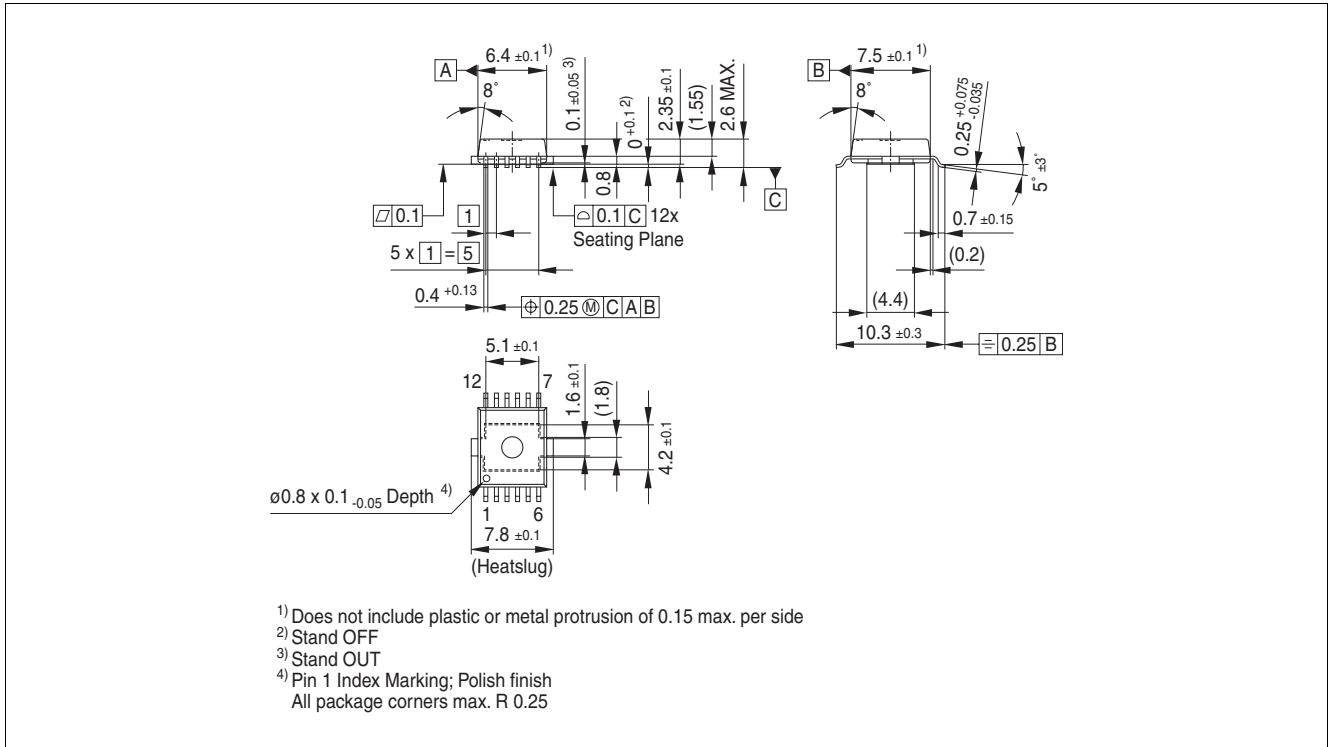 A
6.4 ±0.1 1)
8°
0.1 ±0.05 3)
0 +0.1 2)
2.35 ±0.1
(1.55)
2.6 MAX.
0.8
C
⏥ 0.1
1
⌓ 0.1 C 12x
Seating Plane
5 x 1 = 5
0.4 +0.13
⌖ 0.25 Ⓜ C A B
B
7.5 ±0.1 1)
8°
0.25 +0.075 -0.035
5° ±3°
0.7 ±0.15
(0.2)
(4.4)
10.3 ±0.3
⌯ 0.25 B
5.1 ±0.1
12 7
1.6 ±0.1
(1.8)
4.2 ±0.1
ø0.8 x 0.1 -0.05 Depth 4)
1 6
7.8 ±0.1
(Heatslug)
1) Does not include plastic or metal protrusion of 0.15 max. per side
2) Stand OFF
3) Stand OUT
4) Pin 1 Index Marking; Polish finish
All package corners max. R 0.25